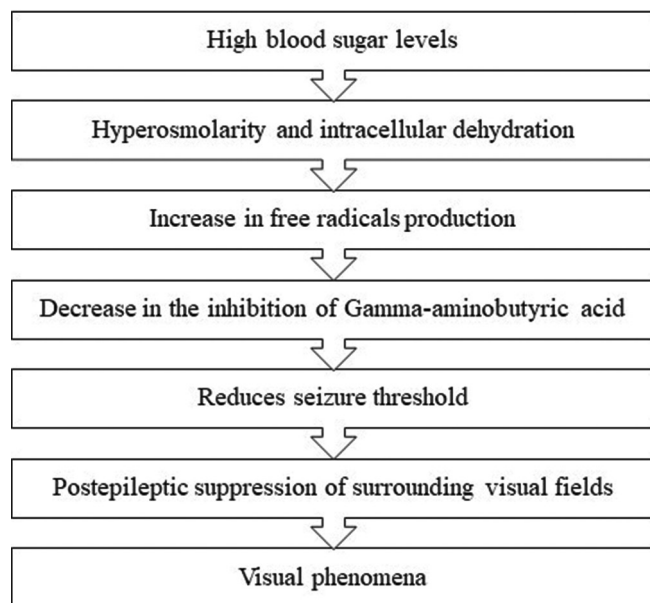 High blood sugar levels
Hyperosmolarity and intracellular dehydration
Increase in free radicals production
Decrease in the inhibition of Gamma-aminobutyric acid
Reduces seizure threshold
Postepileptic suppression of surrounding visual fields
Visual phenomena